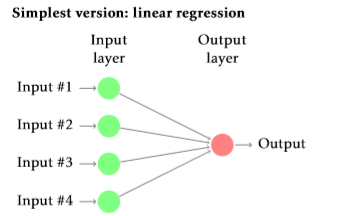 Simplest version: linear regression
Input
layer
Output
layer
Input #1
Input #2
Input #3
Input #4
Output